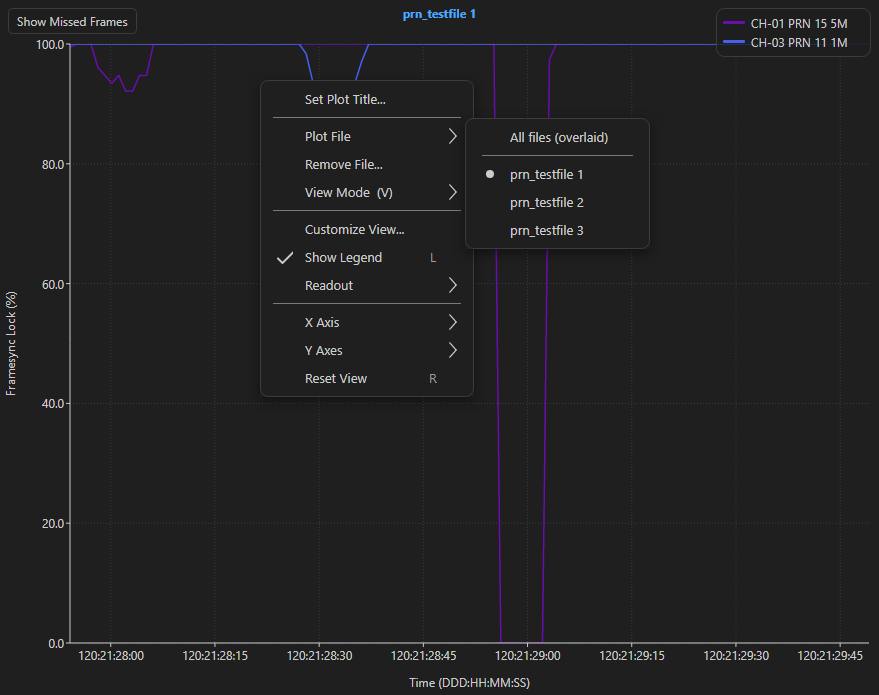 Show Missed Frames
prn_testfile 1
CH-01 PRN 15 5M
CH-03 PRN 11 1M
100.0
80.0
60.0
40.0
20.0
0.0
Framesync Lock (%)
Set Plot Title...
Plot File
Remove File...
View Mode (V)
Customize View...
Show Legend L
Readout
X Axis
Y Axes
Reset View R
All files (overlaid)
prn_testfile 1
prn_testfile 2
prn_testfile 3
120:21:28:00 120:21:28:15 120:21:28:30 120:21:28:45 120:21:29:00 120:21:29:15 120:21:29:30 120:21:29:45
Time (DDD:HH:MM:SS)